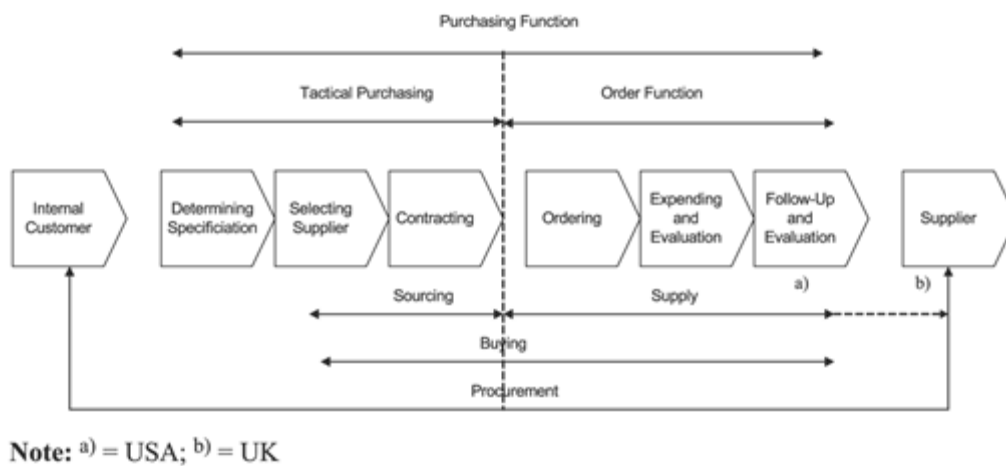 Purchasing Function
Tactical Purchasing
Order Function
Internal
Customer
Determining
Specificiation
Selecting
Supplier
Contracting
Ordering
Expending
and
Evaluation
Follow-Up
and
Evaluation
Supplier
a)
b)
Sourcing
Supply
Buying
Procurement
Note: a) = USA; b) = UK